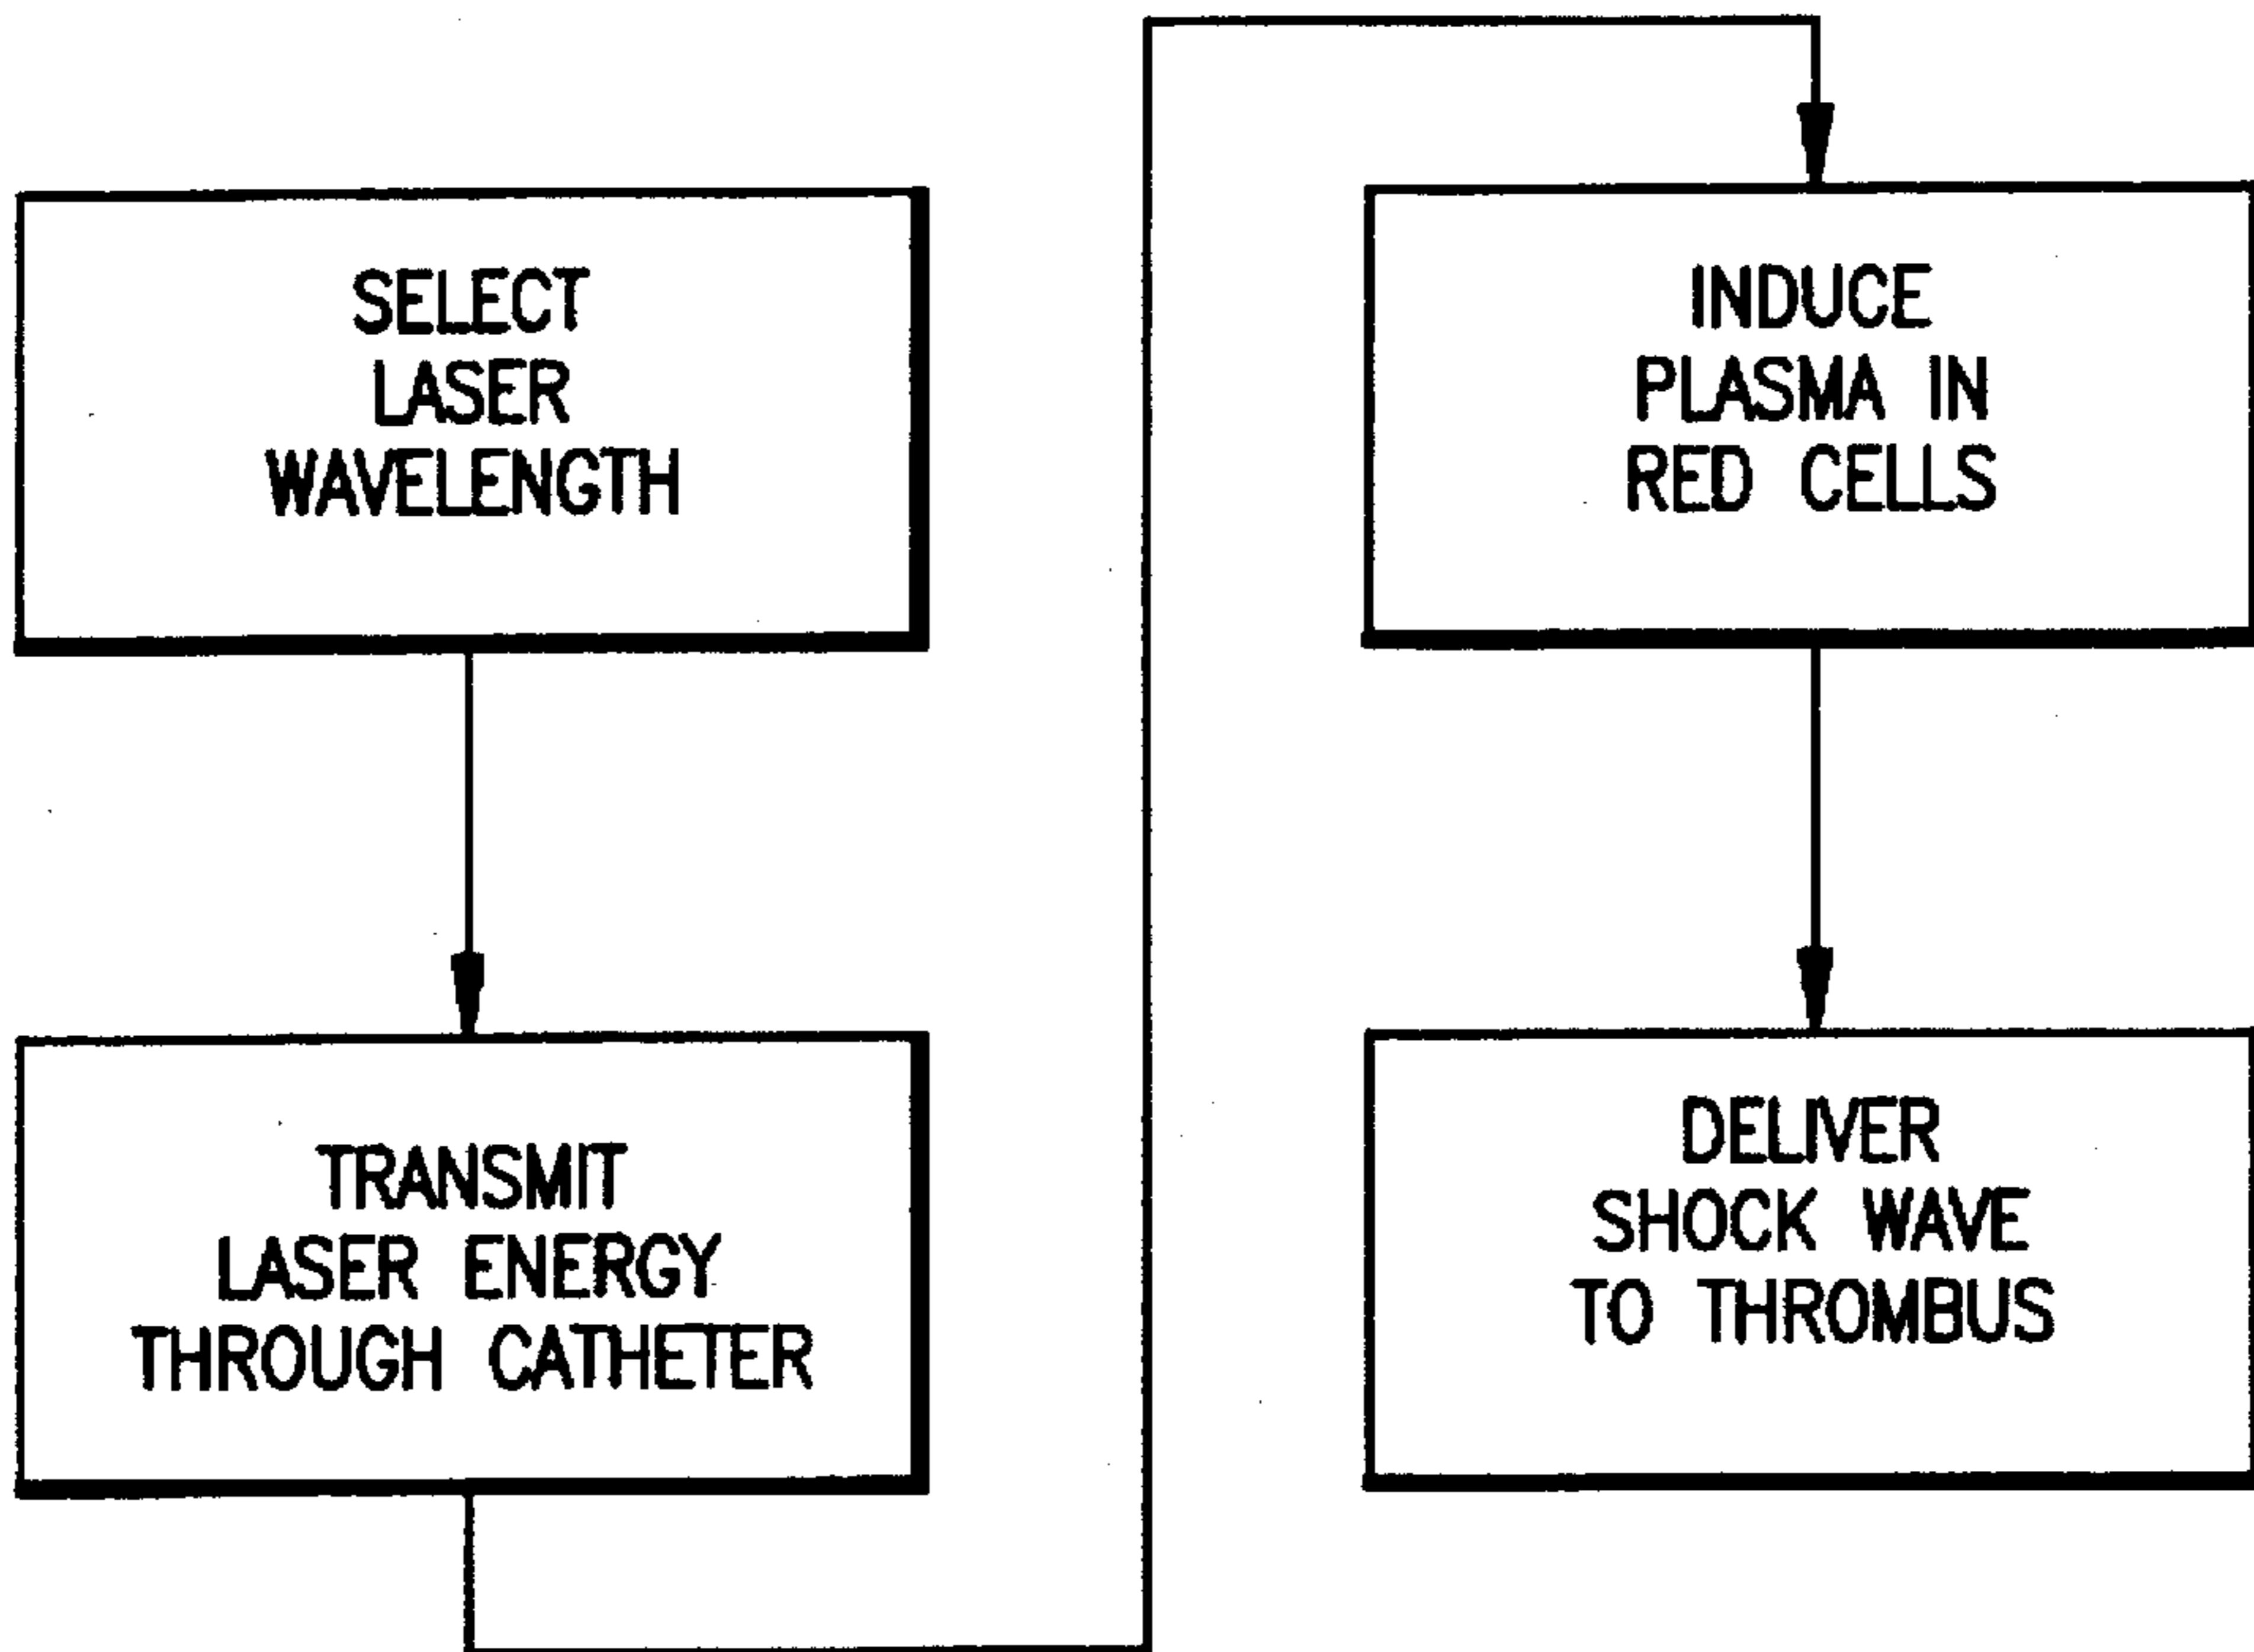 SELECT
LASER
WAVELENGTH
TRANSMIT
LASER ENERGY
THROUGH CATHETER
INDUCE
PLASMA IN
RED CELLS
DELIVER
SHOCK WAVE
TO THROMBUS